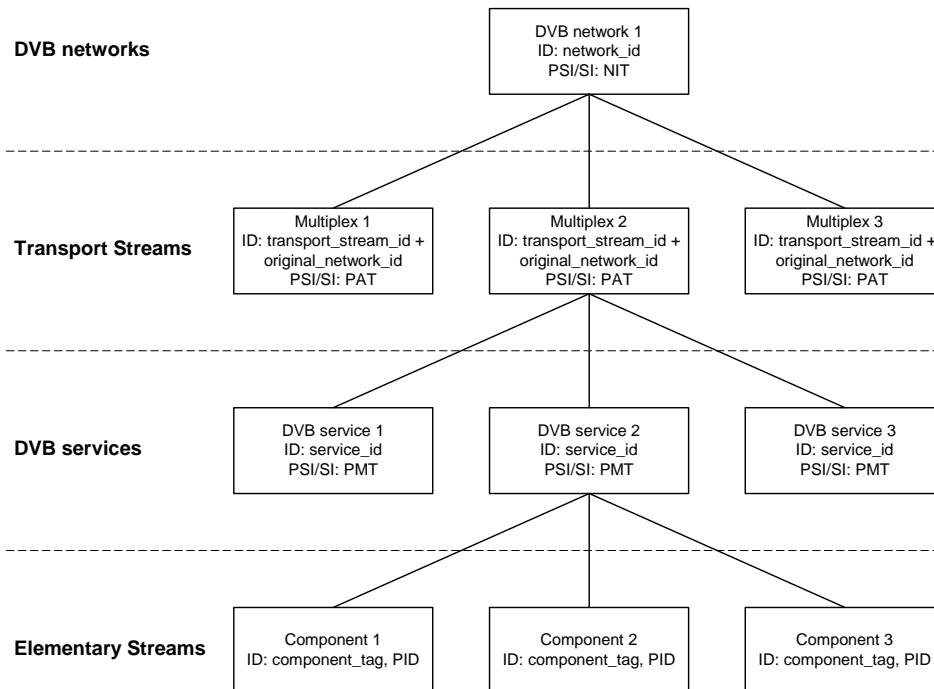 DVB networks
DVB network 1
ID: network_id
PSI/SI: NIT
Transport Streams
Multiplex 1
ID: transport_stream_id +
original_network_id
PSI/SI: PAT
Multiplex 2
ID: transport_stream_id +
original_network_id
PSI/SI: PAT
Multiplex 3
ID: transport_stream_id +
original_network_id
PSI/SI: PAT
DVB services
DVB service 1
ID: service_id
PSI/SI: PMT
DVB service 2
ID: service_id
PSI/SI: PMT
DVB service 3
ID: service_id
PSI/SI: PMT
Elementary Streams
Component 1
ID: component_tag, PID
Component 2
ID: component_tag, PID
Component 3
ID: component_tag, PID